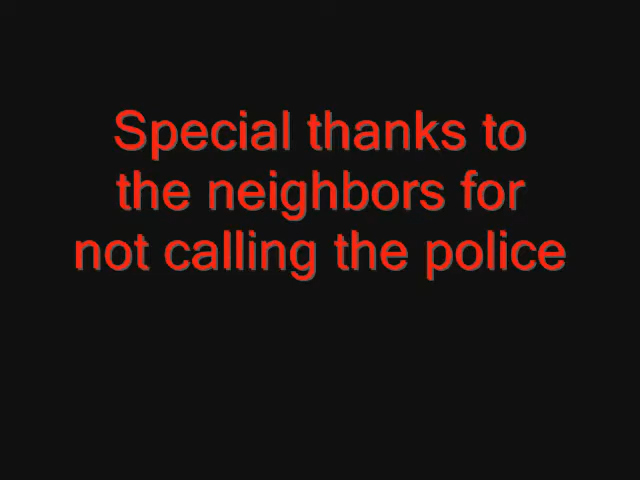 Special thanks to
the neighbors for
not calling the police